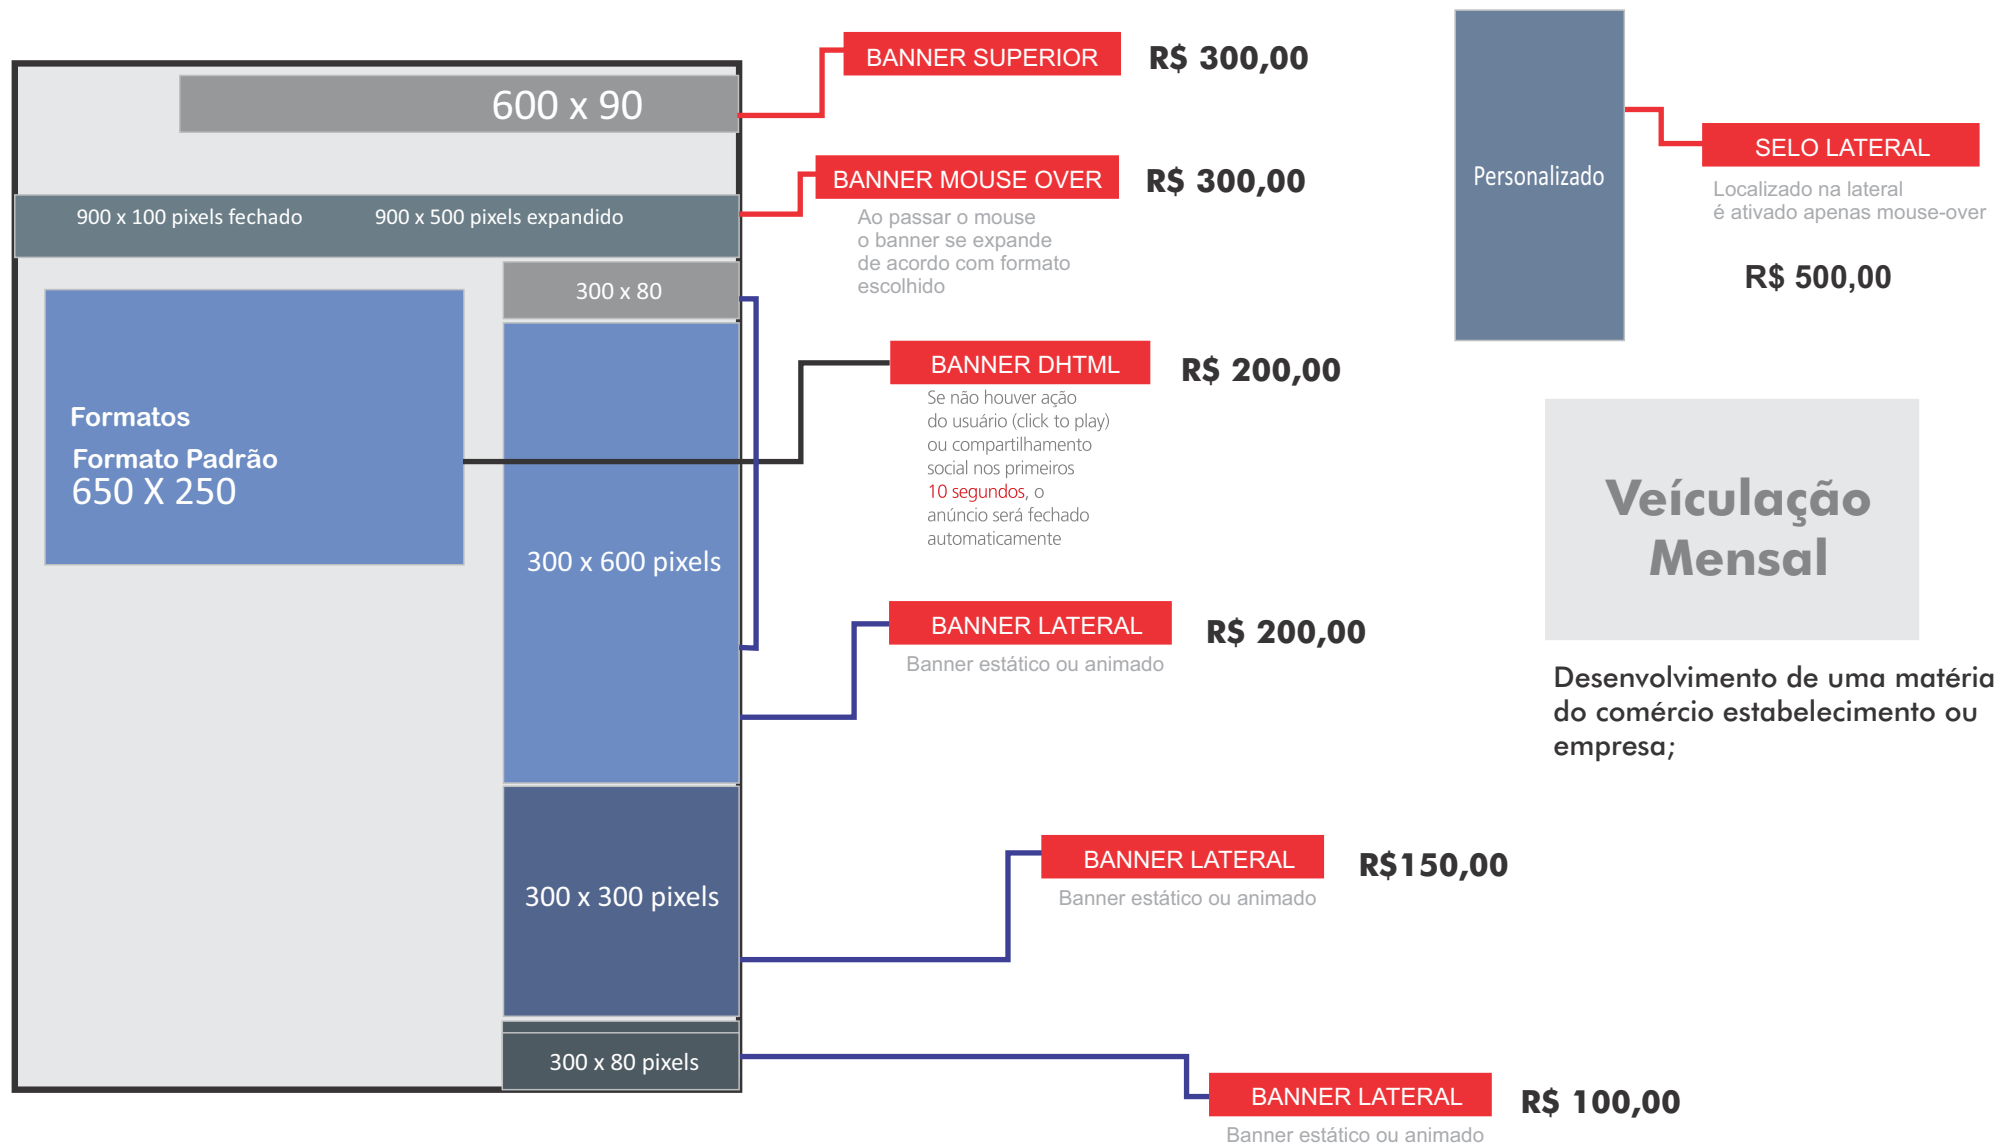 BANNER SUPERIOR
R$ 300,00
600 x 90
BANNER MOUSE OVER
R$ 300,00
Ao passar o mouse
o banner se expande
de acordo com formato
escolhido
900 x 100 pixels fechado
900 x 500 pixels expandido
300 x 80
Formatos
Formato Padrão
650 X 250
BANNER DHTML
R$ 200,00
Se não houver ação
do usuário (click to play)
ou compartilhamento
social nos primeiros
10 segundos, o
anúncio será fechado
automaticamente
300 x 600 pixels
BANNER LATERAL
R$ 200,00
Banner estático ou animado
300 x 300 pixels
BANNER LATERAL
R$150,00
Banner estático ou animado
300 x 80 pixels
BANNER LATERAL
R$ 100,00
Banner estático ou animado
Personalizado
SELO LATERAL
Localizado na lateral
é ativado apenas mouse-over
R$ 500,00
Veículação
Mensal
Desenvolvimento de uma matéria
do comércio estabelecimento ou
empresa;